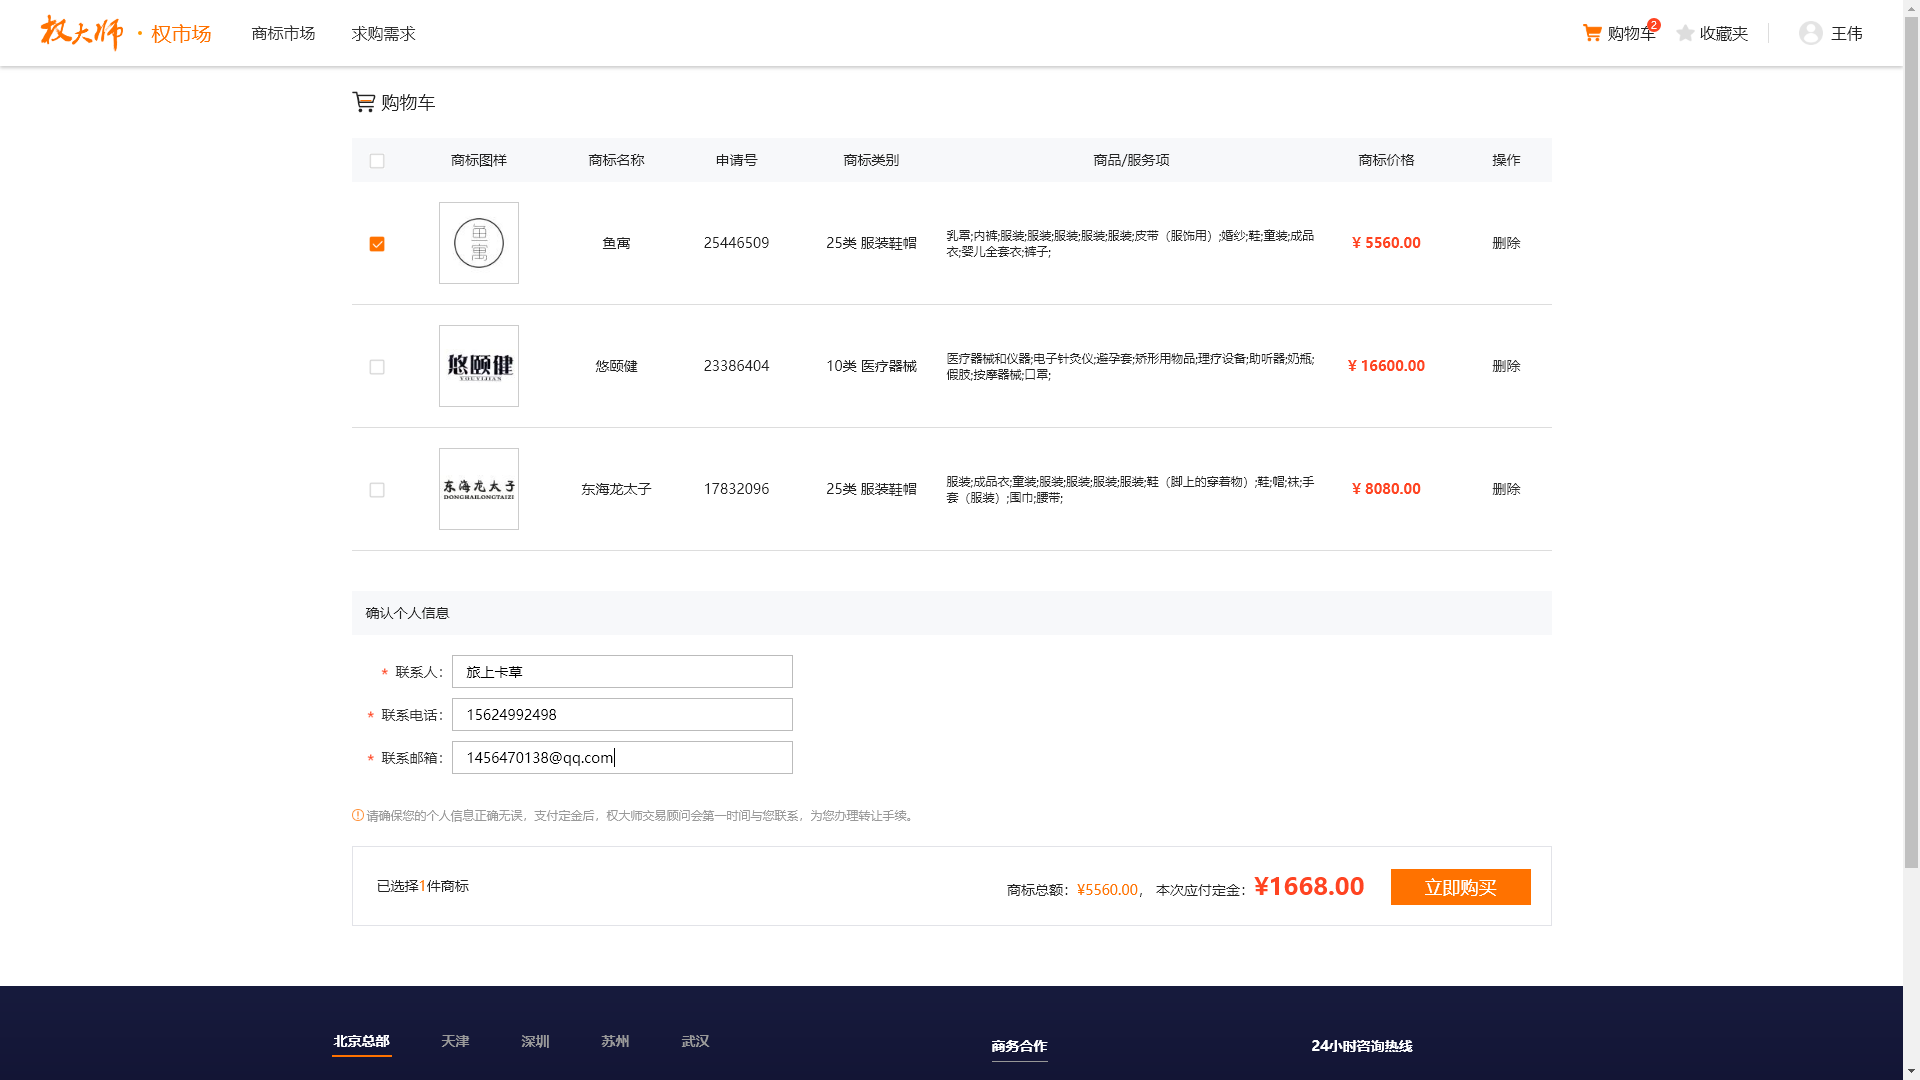 权大师 · 权市场 商标市场 求购需求 购物车 2 收藏夹 王伟
购物车
商标图样 商标名称 申请号 商标类别 商品/服务项 商标价格 操作
鱼寓 鱼寓 25446509 25类 服装鞋帽 乳罩;内裤;服装;服装;服装;服装;服装;皮带（服饰用）;婚纱;鞋;童装;成品
衣;婴儿全套衣;裤子; ¥ 5560.00 删除
悠颐健 YOUYIJIAN 悠颐健 23386404 10类 医疗器械 医疗器械和仪器;电子针灸仪;避孕套;矫形用物品;理疗设备;助听器;奶瓶;
假肢;按摩器械;口罩; ¥ 16600.00 删除
东海龙太子 DONGHAILONGTAIZI 东海龙太子 17832096 25类 服装鞋帽 服装;成品衣;童装;服装;服装;服装;服装;鞋（脚上的穿着物）;鞋;帽;袜;手
套（服装）;围巾;腰带; ¥ 8080.00 删除
确认个人信息
* 联系人： 旅上卡草
* 联系电话： 15624992498
* 联系邮箱： 1456470138@qq.com
请确保您的个人信息正确无误，支付定金后，权大师交易顾问会第一时间与您联系，为您办理转让手续。
已选择1件商标 商标总额：¥5560.00， 本次应付定金：¥1668.00 立即购买
北京总部 天津 深圳 苏州 武汉 商务合作 24小时咨询热线